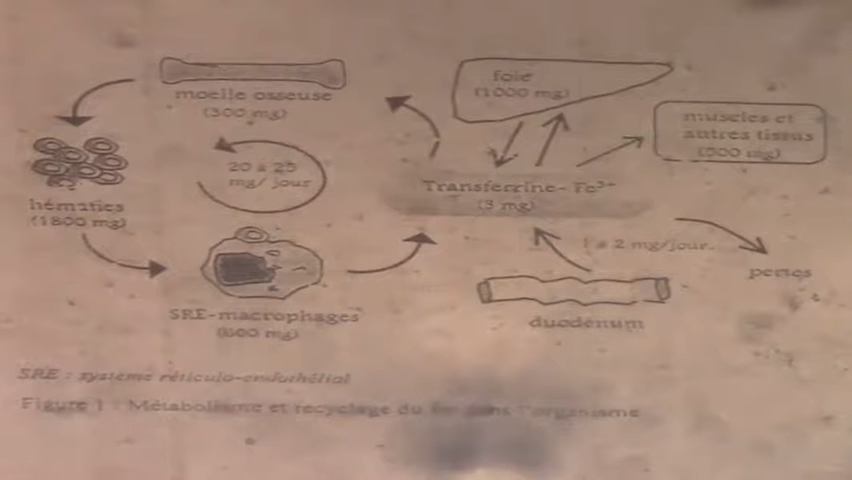 moelle osseuse
(300 mg)
foie
(1000 mg)
muscles et
autres tissus
(500 mg)
20 à 25
mg/ jour
Transferrine- Fe³⁺
(3 mg)
hématies
(1800 mg)
1 à 2 mg/jour
pertes
SRE-macrophages
(600 mg)
duodenum
SRE : système réticulo-endothélial
Figure 1 : Métabolisme et recyclage du fer dans l'organisme